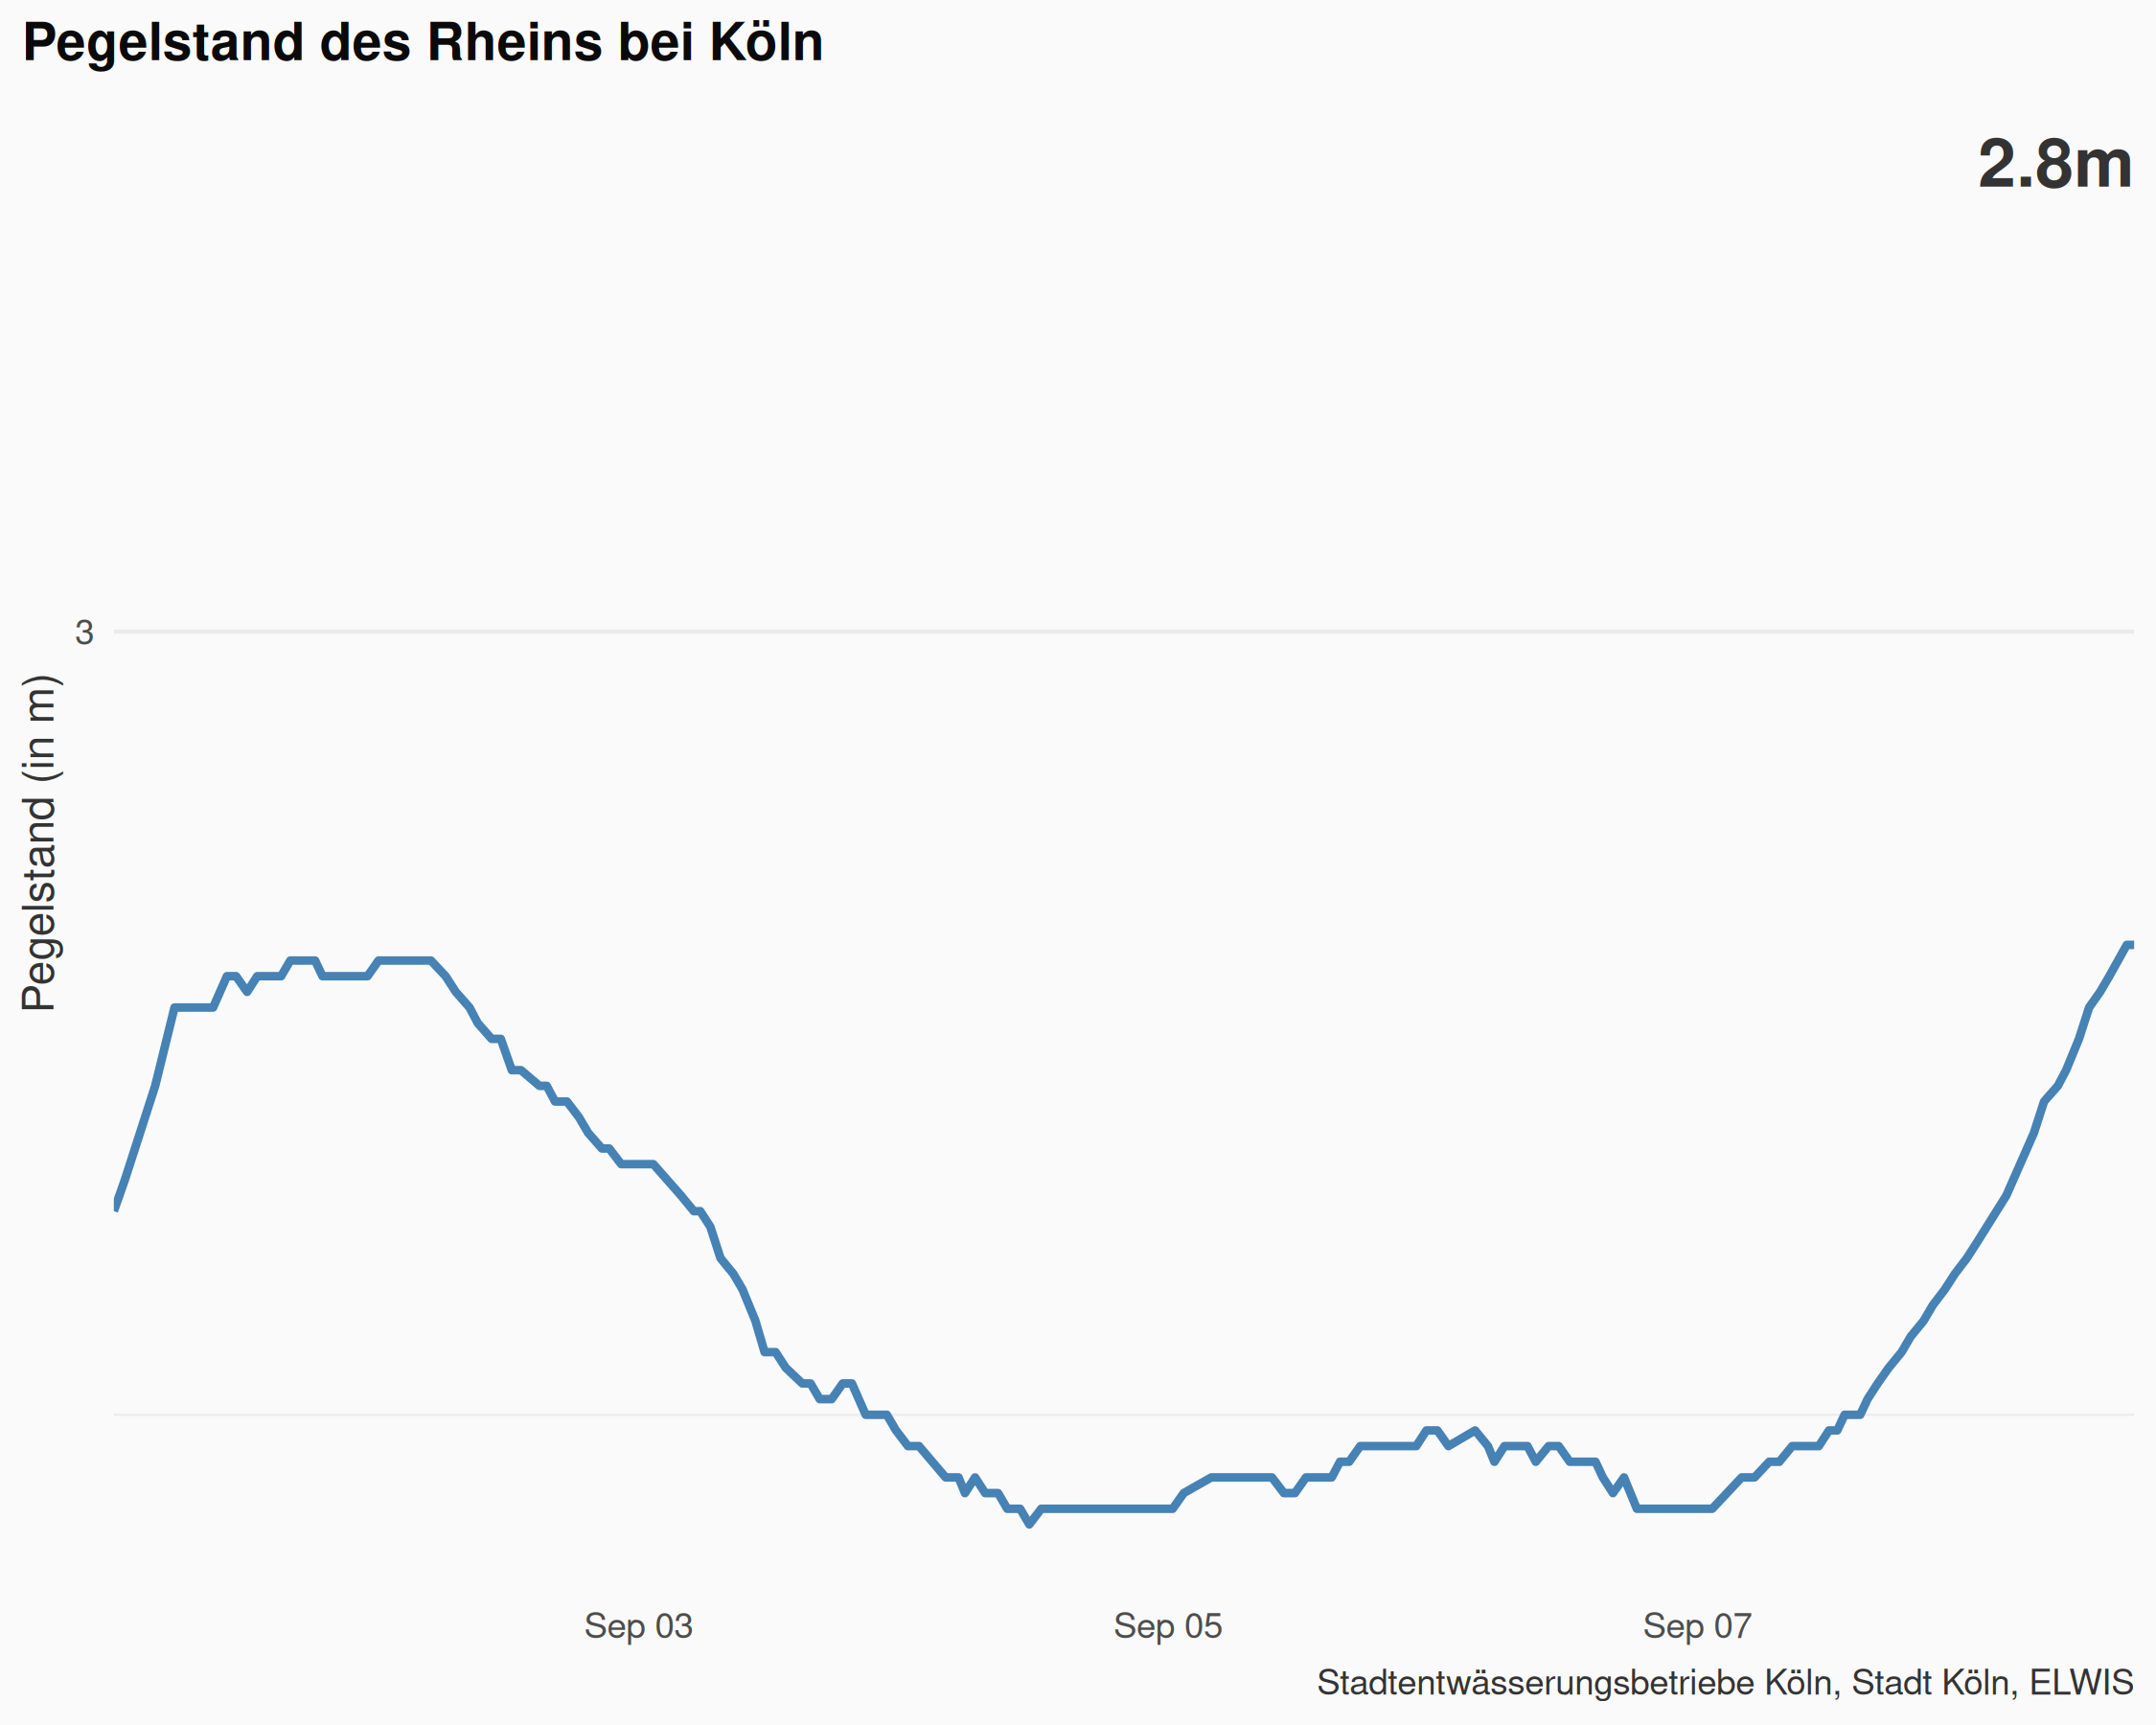 Pegelstand des Rheins bei Köln
2.8m
3
Pegelstand (in m)
Sep 03
Sep 05
Sep 07
Stadtentwässerungsbetriebe Köln, Stadt Köln, ELWIS